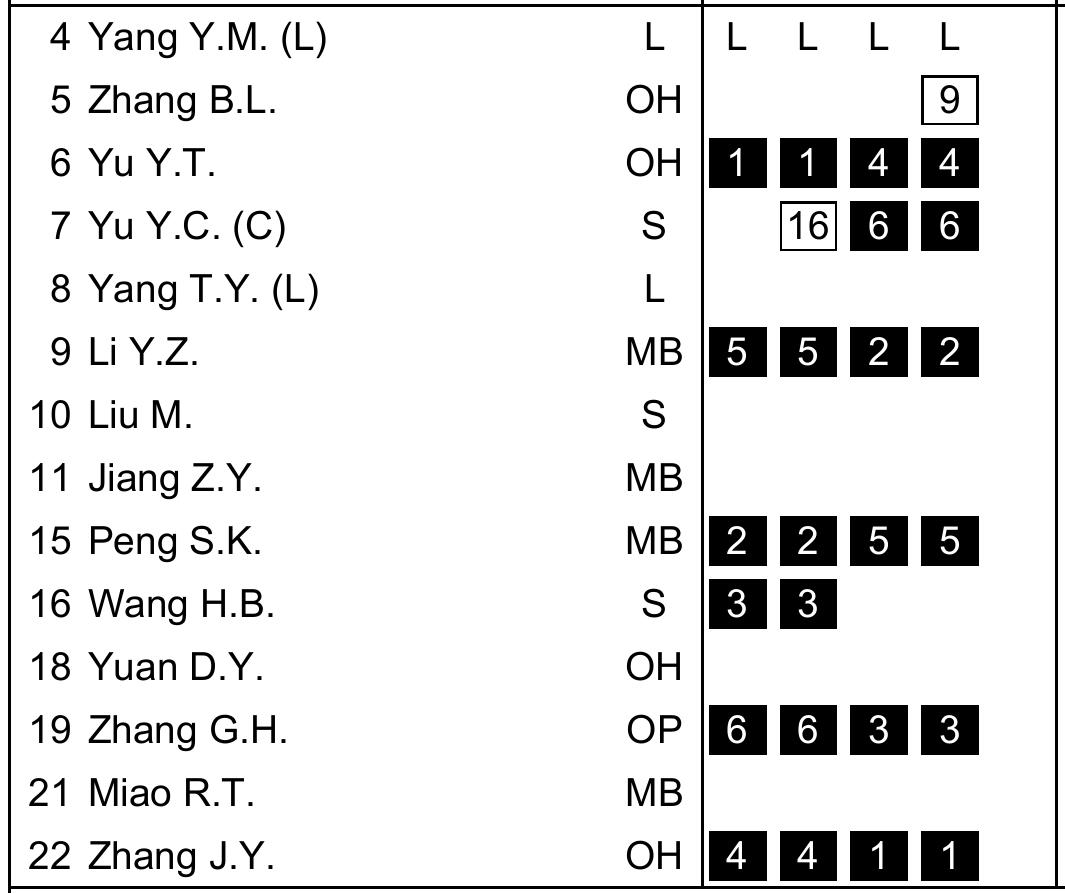 4 Yang Y.M. (L) L L L L L
5 Zhang B.L. OH 9
6 Yu Y.T. OH 1 1 4 4
7 Yu Y.C. (C) S 16 6 6
8 Yang T.Y. (L) L
9 Li Y.Z. MB 5 5 2 2
10 Liu M. S
11 Jiang Z.Y. MB
15 Peng S.K. MB 2 2 5 5
16 Wang H.B. S 3 3
18 Yuan D.Y. OH
19 Zhang G.H. OP 6 6 3 3
21 Miao R.T. MB
22 Zhang J.Y. OH 4 4 1 1